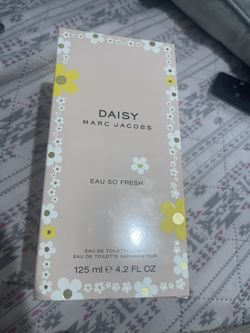 DAISY
MARC JACOBS
EAU SO FRESH
EAU DE TOILETTE SPRAY
EAU DE TOILETTE VAPORISATEUR
125 ml ℮ 4.2 FL OZ